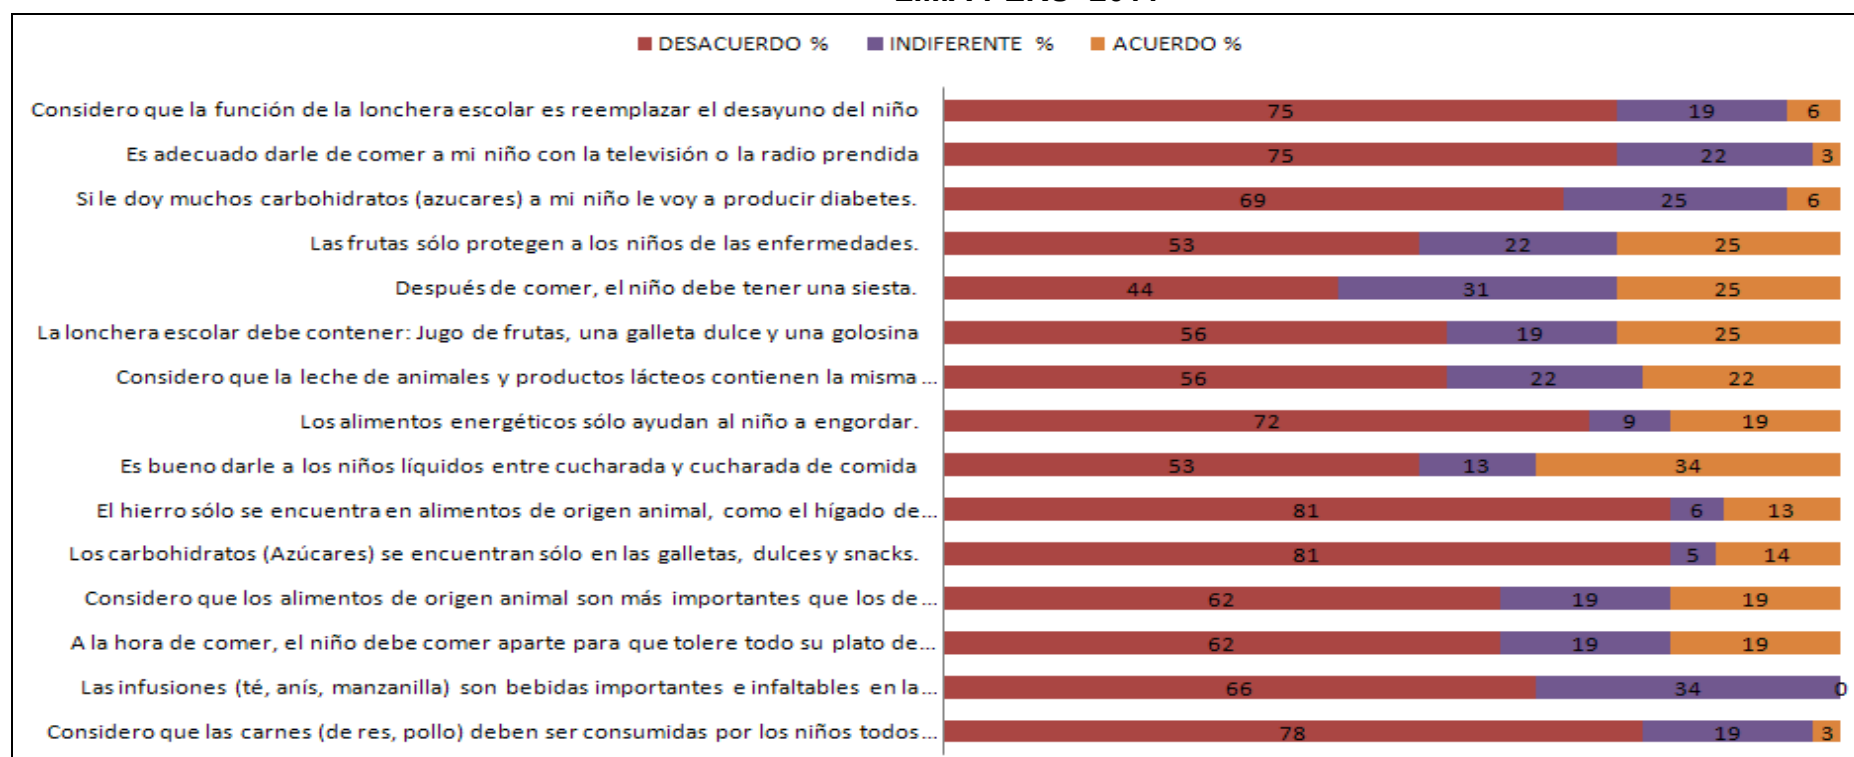 DESACUERDO % INDIFERENTE % ACUERDO %
Considero que la función de la lonchera escolar es reemplazar el desayuno del niño 75 19 6
Es adecuado darle de comer a mi niño con la televisión o la radio prendida 75 22 3
Si le doy muchos carbohidratos (azucares) a mi niño le voy a producir diabetes. 69 25 6
Las frutas sólo protegen a los niños de las enfermedades. 53 22 25
Después de comer, el niño debe tener una siesta. 44 31 25
La lonchera escolar debe contener: Jugo de frutas, una galleta dulce y una golosina 56 19 25
Considero que la leche de animales y productos lácteos contienen la misma ... 56 22 22
Los alimentos energéticos sólo ayudan al niño a engordar. 72 9 19
Es bueno darle a los niños líquidos entre cucharada y cucharada de comida 53 13 34
El hierro sólo se encuentra en alimentos de origen animal, como el hígado de... 81 6 13
Los carbohidratos (Azúcares) se encuentran sólo en las galletas, dulces y snacks. 81 5 14
Considero que los alimentos de origen animal son más importantes que los de ... 62 19 19
A la hora de comer, el niño debe comer aparte para que tolere todo su plato de... 62 19 19
Las infusiones (té, anís, manzanilla) son bebidas importantes e infaltables en la... 66 34 0
Considero que las carnes (de res, pollo) deben ser consumidas por los niños todos... 78 19 3